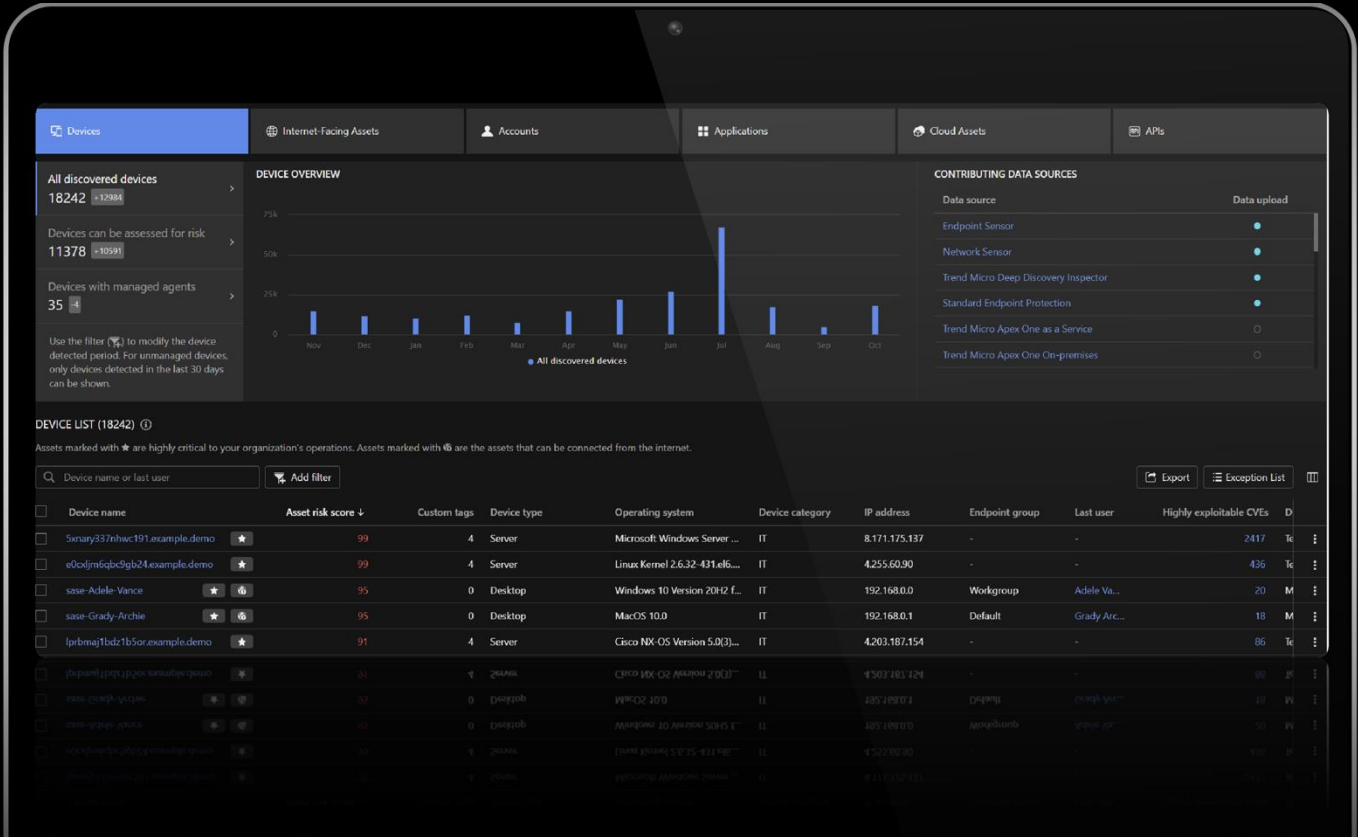 Devices
Internet-Facing Assets
Accounts
Applications
Cloud Assets
APIs
All discovered devices
18242 +12984
Devices can be assessed for risk
11378 +10591
Devices with managed agents
35 -4
Use the filter ( ) to modify the device
detected period. For unmanaged devices,
only devices detected in the last 30 days
can be shown.
DEVICE OVERVIEW
75k
50k
25k
0
Nov Dec Jan Feb Mar Apr May Jun Jul Aug Sep Oct
All discovered devices
CONTRIBUTING DATA SOURCES
Data source Data upload
Endpoint Sensor
Network Sensor
Trend Micro Deep Discovery Inspector
Standard Endpoint Protection
Trend Micro Apex One as a Service
Trend Micro Apex One On-premises
DEVICE LIST (18242)
Assets marked with ★ are highly critical to your organization's operations. Assets marked with are the assets that can be connected from the internet.
Device name or last user
Add filter
Export
Exception List
Device name Asset risk score ↓ Custom tags Device type Operating system Device category IP address Endpoint group Last user Highly exploitable CVEs D
5xnary337nhwc191.example.demo ★ 99 4 Server Microsoft Windows Server ... IT 8.171.175.137 - - 2417 Te
e0cxljm6qbc9gb24.example.demo ★ 99 4 Server Linux Kernel 2.6.32-431.el6.... IT 4.255.60.90 - - 436 Te
sase-Adele-Vance ★ 95 0 Desktop Windows 10 Version 20H2 f... IT 192.168.0.0 Workgroup Adele Va... 20 M
sase-Grady-Archie ★ 95 0 Desktop MacOS 10.0 IT 192.168.0.1 Default Grady Arc... 18 M
lprbmaj1bdz1b5or.example.demo ★ 91 4 Server Cisco NX-OS Version 5.0(3)... IT 4.203.187.154 - - 86 Te